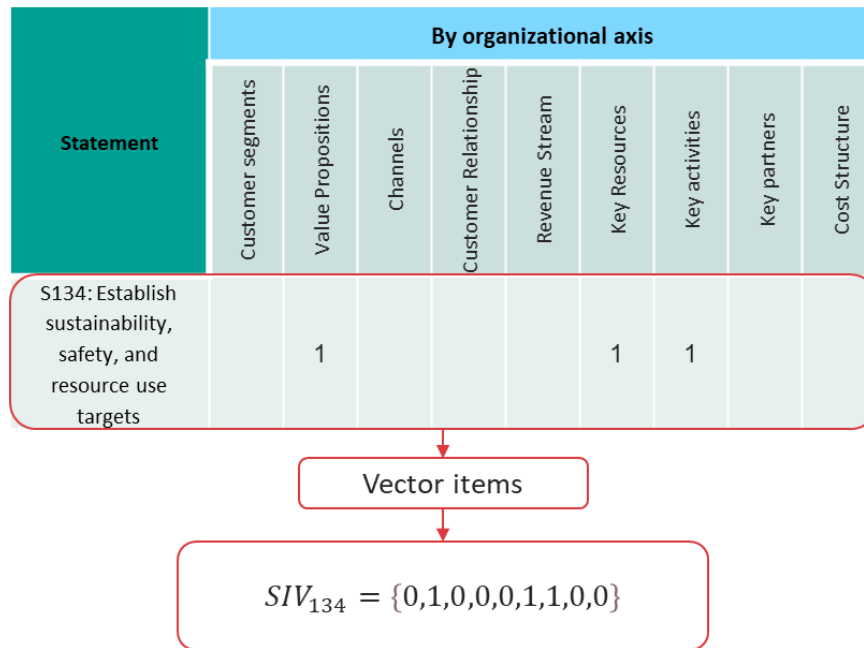 By organizational axis
Statement
Customer segments
Value Propositions
Channels
Customer Relationship
Revenue Stream
Key Resources
Key activities
Key partners
Cost Structure
S134: Establish
sustainability,
safety, and
resource use
targets
1 1 1
Vector items
SIV₁₃₄ = {0,1,0,0,0,1,1,0,0}